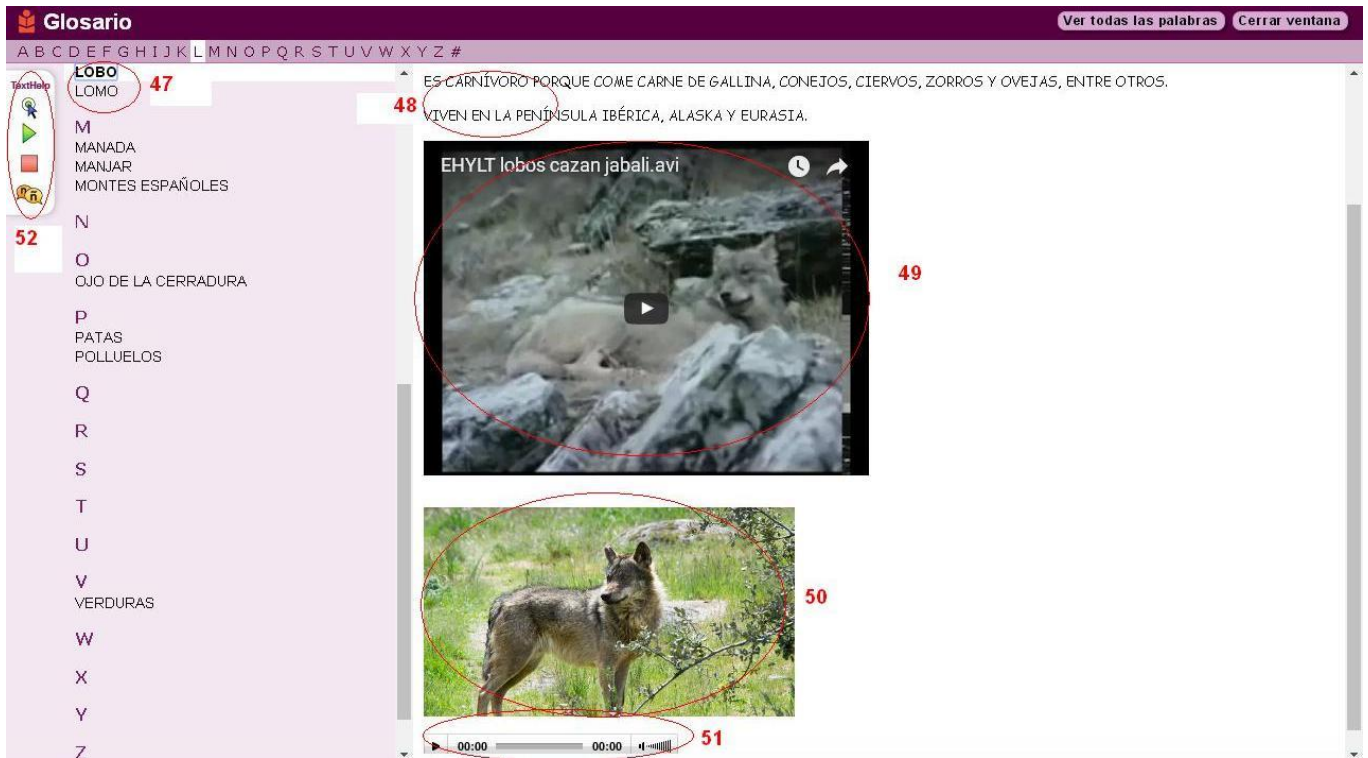 Glosario
Ver todas las palabras Cerrar ventana
A B C D E F G H I J K L M N O P Q R S T U V W X Y Z #
TextHelp
52
LOBO
LOMO
47
M
MANADA
MANJAR
MONTES ESPAÑOLES
N
O
OJO DE LA CERRADURA
P
PATAS
POLLUELOS
Q
R
S
T
U
V
VERDURAS
W
X
Y
Z
ES CARNÍVORO PORQUE COME CARNE DE GALLINA, CONEJOS, CIERVOS, ZORROS Y OVEJAS, ENTRE OTROS.
48
VIVEN EN LA PENÍNSULA IBÉRICA, ALASKA Y EURASIA.
EHYLT lobos cazan jabali.avi
49
50
00:00 00:00
51